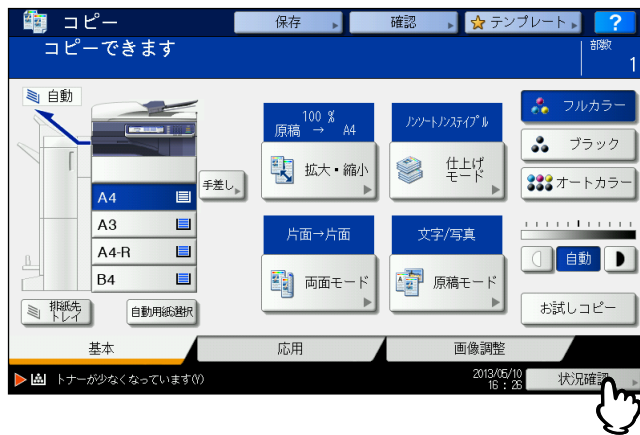 コピー
保存
確認
テンプレート
?
コピーできます
部数
1
自動
100 %
原稿 → A4
ノンソートノンステイプル
フルカラー
拡大・縮小
仕上げ
モード
ブラック
手差し
オートカラー
A4
A3
A4-R
B4
片面→片面
文字/写真
両面モード
原稿モード
自動
排紙先
トレイ
自動用紙選択
お試しコピー
基本
応用
画像調整
トナーが少なくなっています(Y)
2013/05/10
16 : 26
状況確認